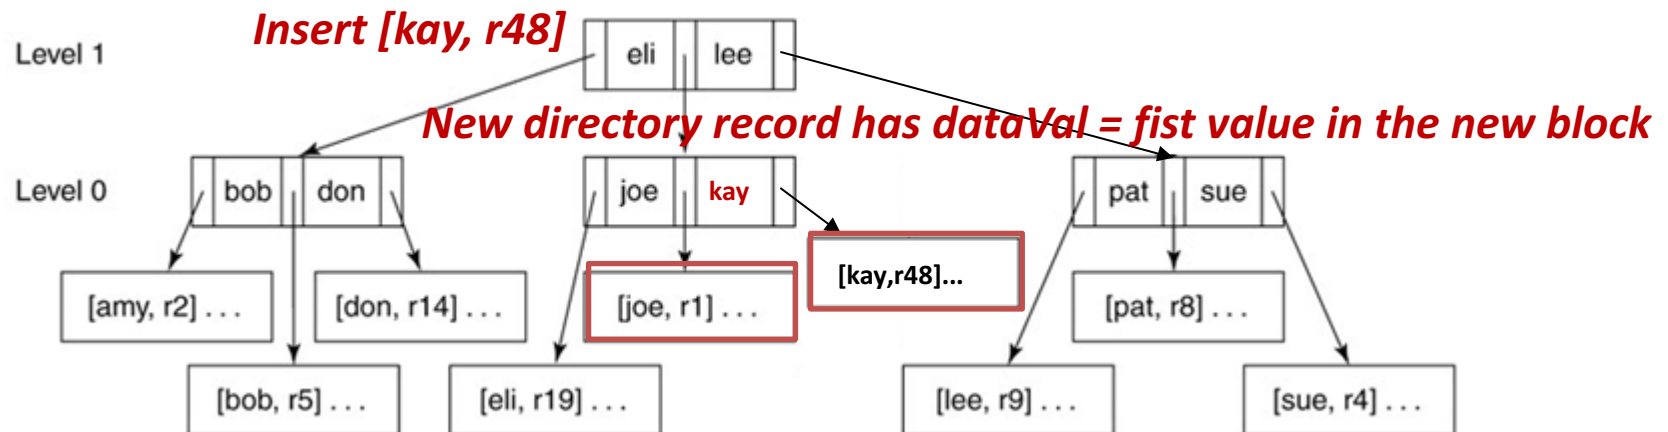 Insert [kay, r48]
Level 1
eli lee
New directory record has dataVal = fist value in the new block
Level 0
bob don
joe kay
pat sue
[kay,r48]...
[amy, r2] . . .
[don, r14] . . .
[joe, r1] . . .
[pat, r8] . . .
[bob, r5] . . .
[eli, r19] . . .
[lee, r9] . . .
[sue, r4] . . .